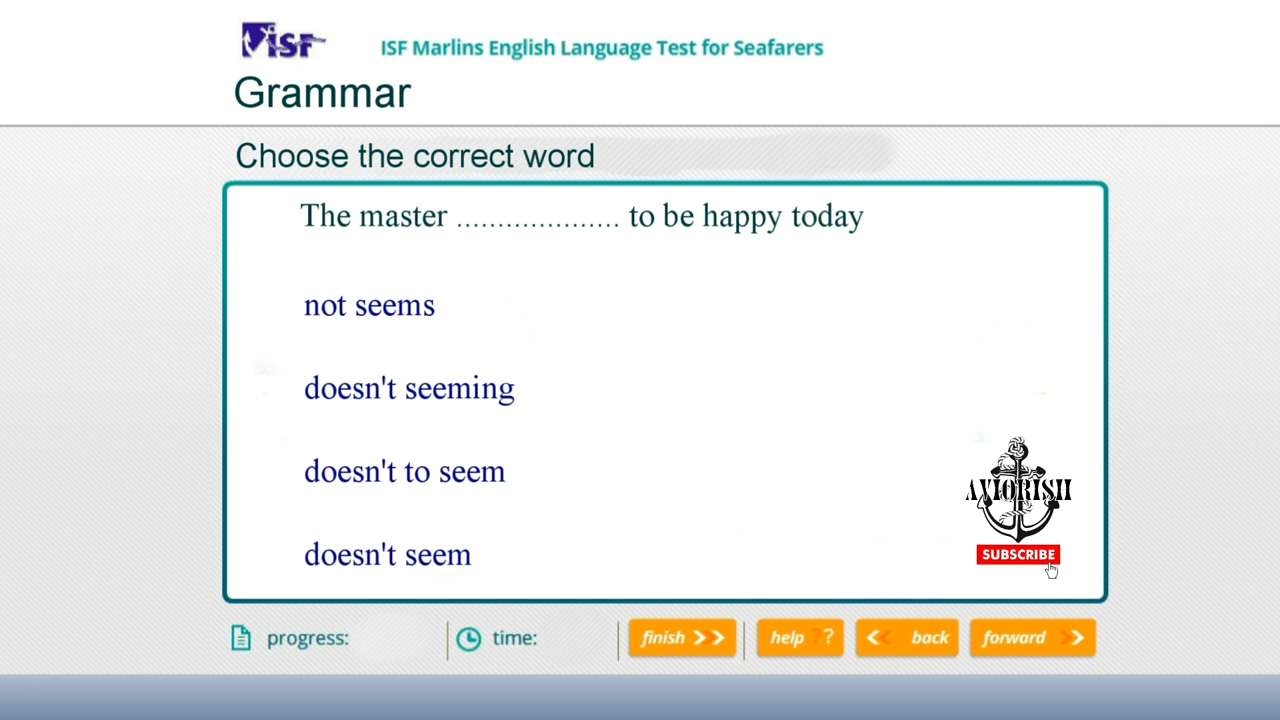 ISF
ISF Marlins English Language Test for Seafarers
Grammar
Choose the correct word
The master .................... to be happy today
not seems
doesn't seeming
doesn't to seem
doesn't seem
AVIORISH
SUBSCRIBE
progress:
time:
finish
help ??
back
forward